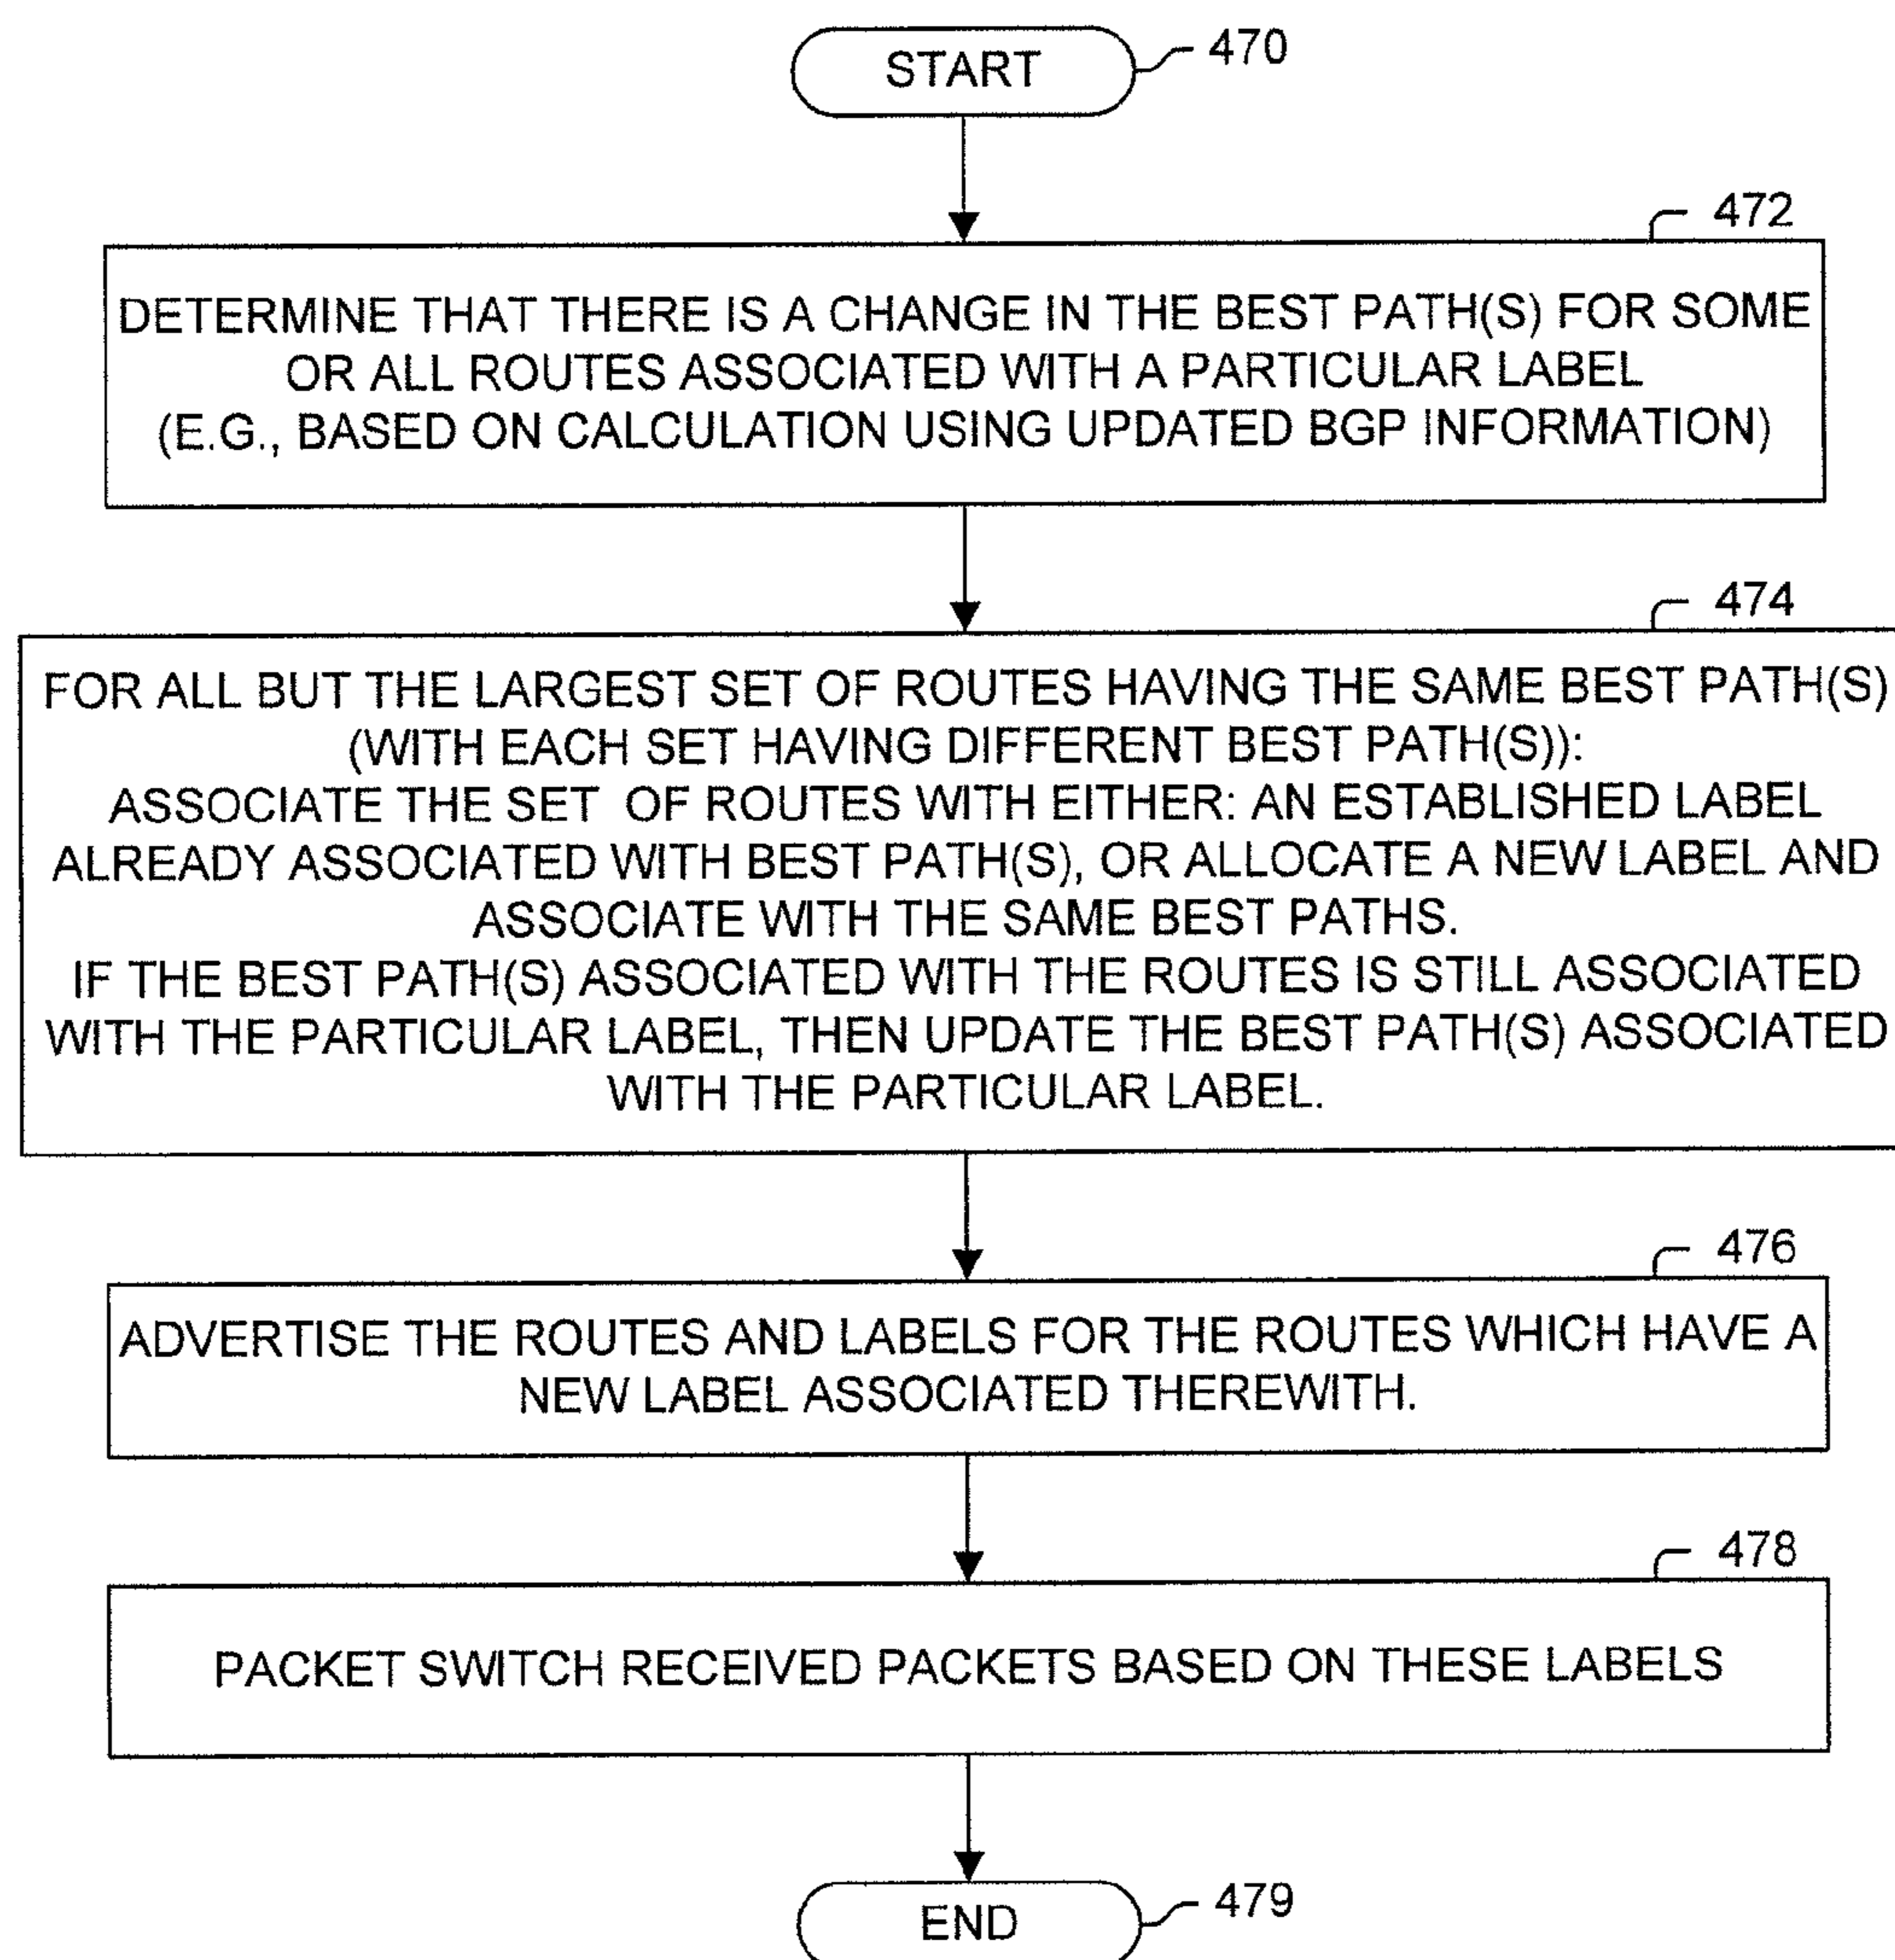 START
470
472
DETERMINE THAT THERE IS A CHANGE IN THE BEST PATH(S) FOR SOME
OR ALL ROUTES ASSOCIATED WITH A PARTICULAR LABEL
(E.G., BASED ON CALCULATION USING UPDATED BGP INFORMATION)
474
FOR ALL BUT THE LARGEST SET OF ROUTES HAVING THE SAME BEST PATH(S)
(WITH EACH SET HAVING DIFFERENT BEST PATH(S)):
ASSOCIATE THE SET OF ROUTES WITH EITHER: AN ESTABLISHED LABEL
ALREADY ASSOCIATED WITH BEST PATH(S), OR ALLOCATE A NEW LABEL AND
ASSOCIATE WITH THE SAME BEST PATHS.
IF THE BEST PATH(S) ASSOCIATED WITH THE ROUTES IS STILL ASSOCIATED
WITH THE PARTICULAR LABEL, THEN UPDATE THE BEST PATH(S) ASSOCIATED
WITH THE PARTICULAR LABEL.
476
ADVERTISE THE ROUTES AND LABELS FOR THE ROUTES WHICH HAVE A
NEW LABEL ASSOCIATED THEREWITH.
478
PACKET SWITCH RECEIVED PACKETS BASED ON THESE LABELS
END
479